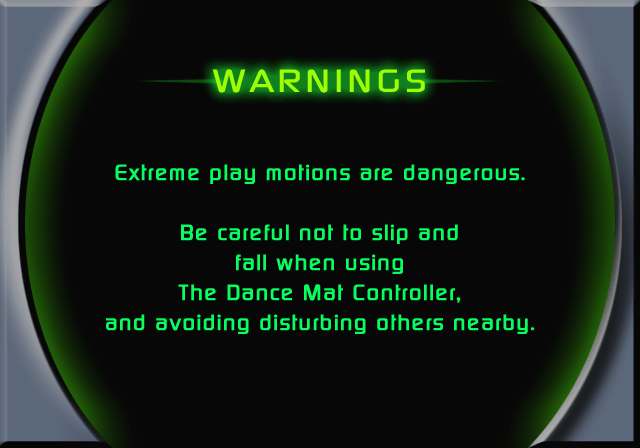 WARNINGS
Extreme play motions are dangerous.
Be careful not to slip and
fall when using
The Dance Mat Controller,
and avoiding disturbing others nearby.